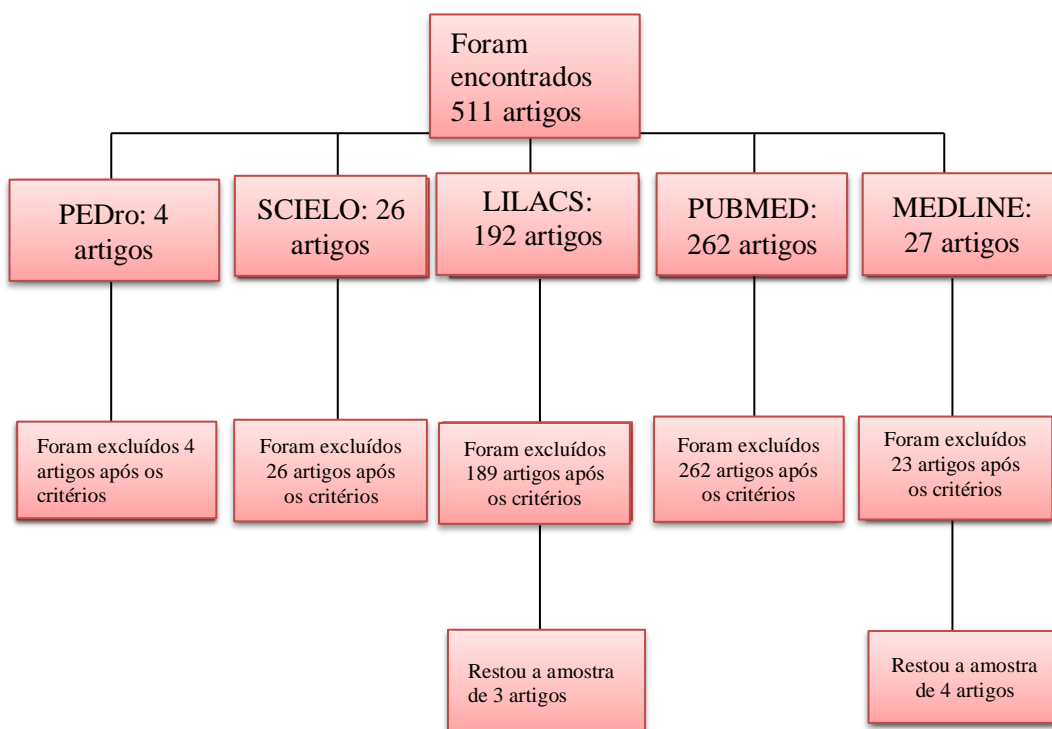 Foram
encontrados
511 artigos
PEDro: 4
artigos
SCIELO: 26
artigos
LILACS:
192 artigos
PUBMED:
262 artigos
MEDLINE:
27 artigos
Foram excluídos 4
artigos após os
critérios
Foram excluídos
26 artigos após
os critérios
Foram excluídos
189 artigos após
os critérios
Foram excluídos
262 artigos após
os critérios
Foram excluídos
23 artigos após
os critérios
Restou a amostra
de 3 artigos
Restou a amostra
de 4 artigos